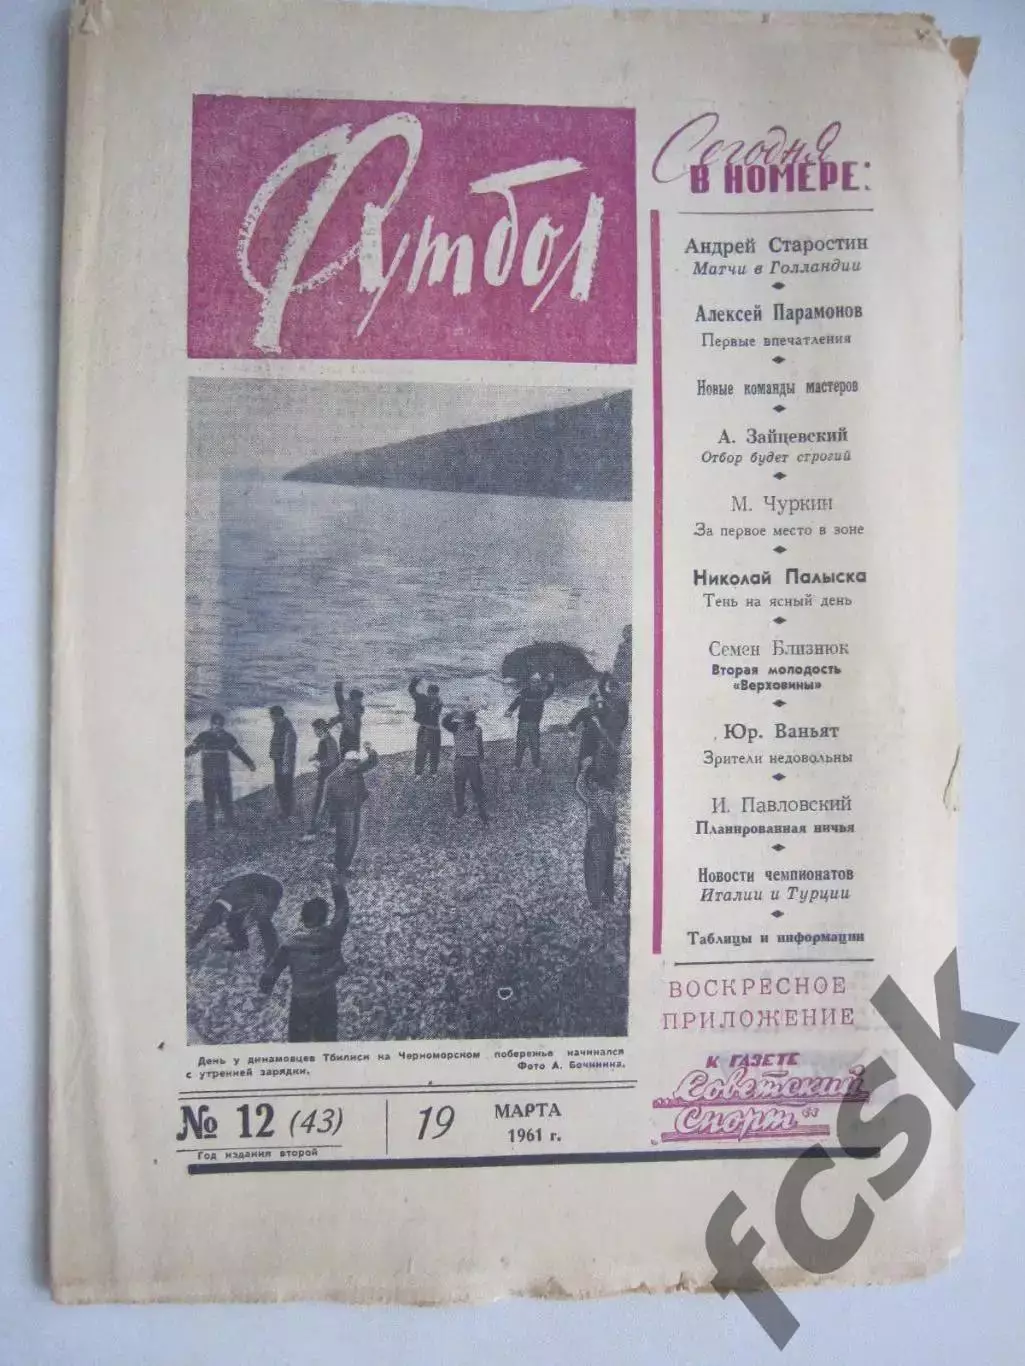 Футбол
Сегодня
В НОМЕРЕ:
Андрей Старостин
Матчи в Голландии
Алексей Парамонов
Первые впечатления
Новые команды мастеров
А. Зайцевский
Отбор будет строгий
М. Чуркин
За первое место в зоне
Николай Палыска
Тень на ясный день
Семен Близнюк
Вторая молодость
«Верховины»
Юр. Ваньят
Зрители недовольны
И. Павловский
Планированная ничья
Новости чемпионатов
Италии и Турции
Таблицы и информации
ВОСКРЕСНОЕ
ПРИЛОЖЕНИЕ
К ГАЗЕТЕ
„Советский
Спорт"
День у динамовцев Тбилиси на Черноморском побережье начинался
с утренней зарядки. Фото А. Бочинина.
№ 12 (43) 19 МАРТА
1961 г.
Год издания второй
fcsk